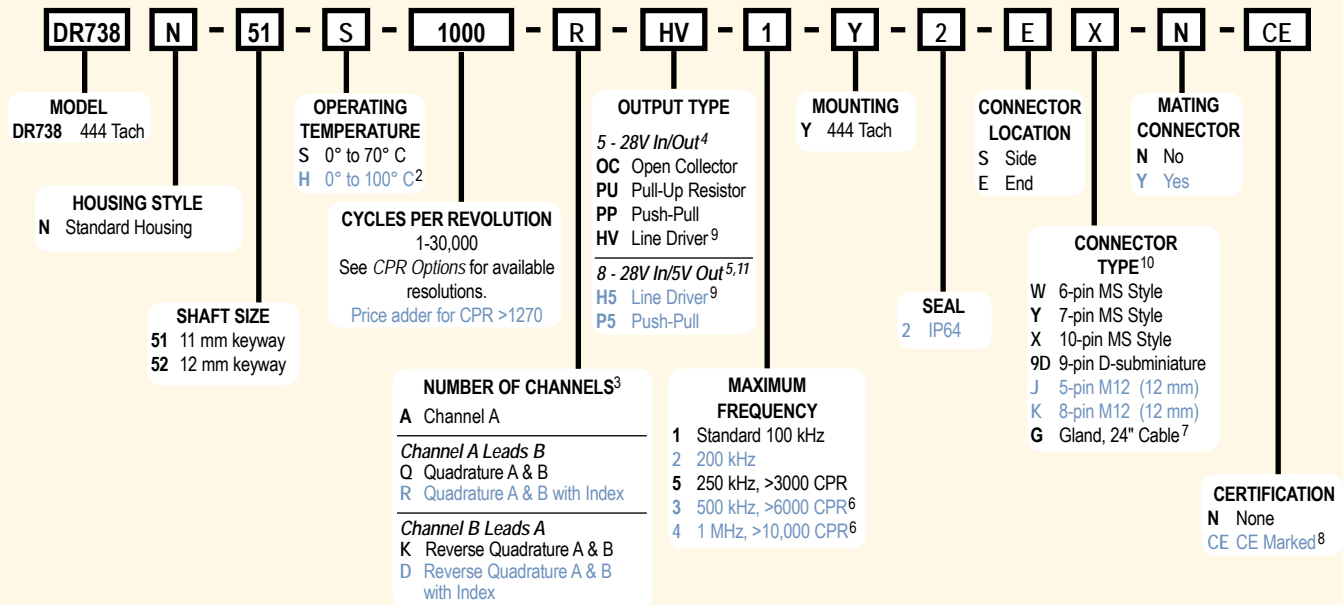 DR738 N - 51 - S - 1000 - R - HV - 1 - Y - 2 - E X - N - CE
MODEL
DR738 444 Tach
HOUSING STYLE
N Standard Housing
SHAFT SIZE
51 11 mm keyway
52 12 mm keyway
OPERATING
TEMPERATURE
S 0° to 70° C
H 0° to 100° C2
CYCLES PER REVOLUTION
1-30,000
See CPR Options for available
resolutions.
Price adder for CPR >1270
NUMBER OF CHANNELS3
A Channel A
Channel A Leads B
Q Quadrature A & B
R Quadrature A & B with Index
Channel B Leads A
K Reverse Quadrature A & B
D Reverse Quadrature A & B
with Index
OUTPUT TYPE
5 - 28V In/Out4
OC Open Collector
PU Pull-Up Resistor
PP Push-Pull
HV Line Driver9
8 - 28V In/5V Out5,11
H5 Line Driver9
P5 Push-Pull
MAXIMUM
FREQUENCY
1 Standard 100 kHz
2 200 kHz
5 250 kHz, >3000 CPR
3 500 kHz, >6000 CPR6
4 1 MHz, >10,000 CPR6
MOUNTING
Y 444 Tach
SEAL
2 IP64
CONNECTOR
LOCATION
S Side
E End
CONNECTOR
TYPE10
W 6-pin MS Style
Y 7-pin MS Style
X 10-pin MS Style
9D 9-pin D-subminiature
J 5-pin M12 (12 mm)
K 8-pin M12 (12 mm)
G Gland, 24" Cable7
MATING
CONNECTOR
N No
Y Yes
CERTIFICATION
N None
CE CE Marked8